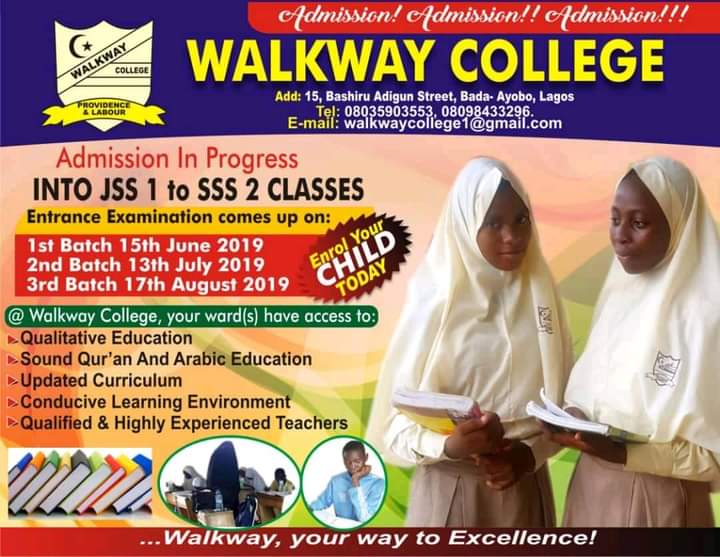 Admission! Admission!! Admission!!!
WALKWAY
COLLEGE
PROVIDENCE
& LABOUR
WALKWAY COLLEGE
Add: 15, Bashiru Adigun Street, Bada- Ayobo, Lagos
Tel: 08035903553, 08098433296.
E-mail: walkwaycollege1@gmail.com
Admission In Progress
INTO JSS 1 to SSS 2 CLASSES
Entrance Examination comes up on:
1st Batch 15th June 2019
2nd Batch 13th July 2019
3rd Batch 17th August 2019
Enrol Your
CHILD
TODAY
@ Walkway College, your ward(s) have access to:
Qualitative Education
Sound Qur'an And Arabic Education
Updated Curriculum
Conducive Learning Environment
Qualified & Highly Experienced Teachers
...Walkway, your way to Excellence!